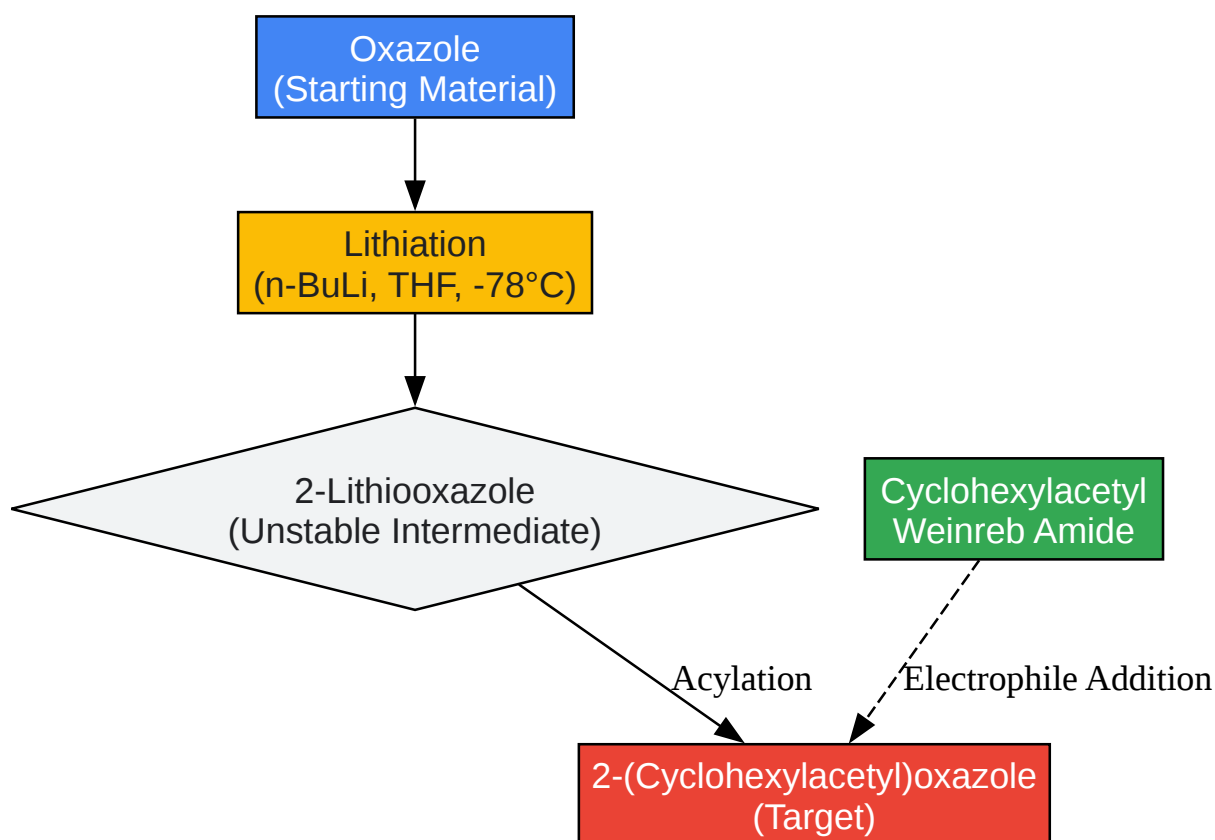 Oxazole
(Starting Material)
Lithiation
(n-BuLi, THF, -78°C)
2-Lithiooxazole
(Unstable Intermediate)
Cyclohexylacetyl
Weinreb Amide
Acylation
Electrophile Addition
2-(Cyclohexylacetyl)oxazole
(Target)